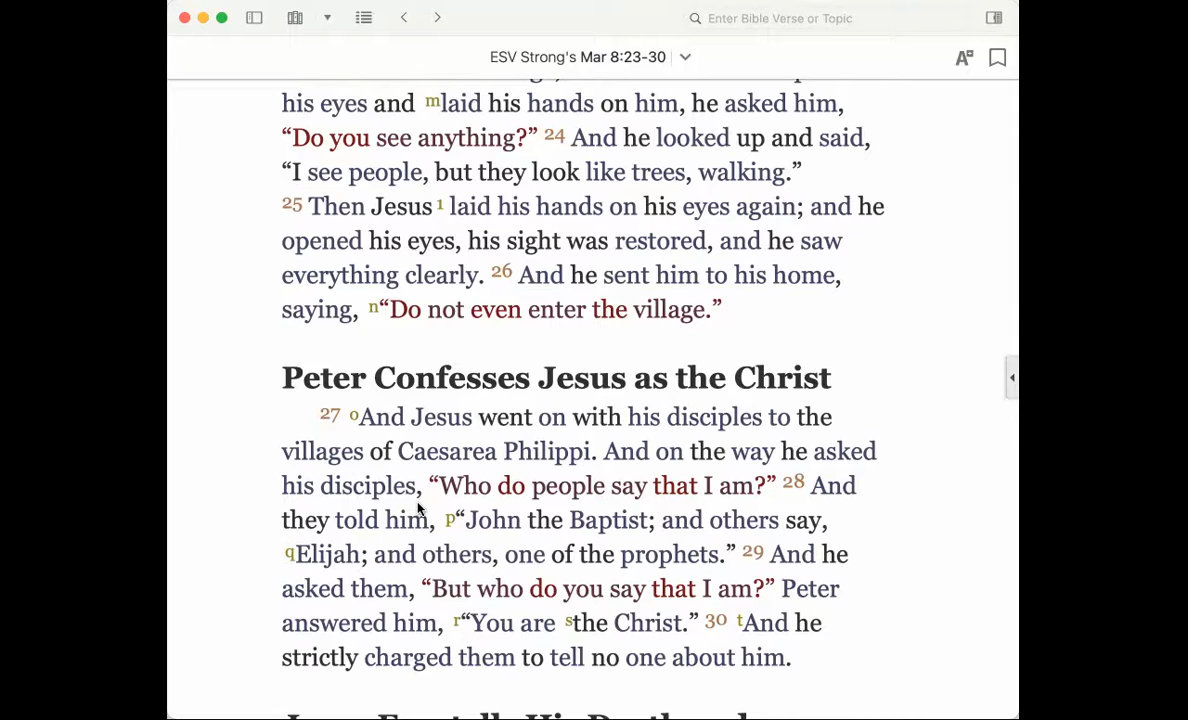 Enter Bible Verse or Topic
ESV Strong's Mar 8:23-30
his eyes and mlaid his hands on him, he asked him,
“Do you see anything?” 24 And he looked up and said,
“I see people, but they look like trees, walking.”
25 Then Jesus1 laid his hands on his eyes again; and he
opened his eyes, his sight was restored, and he saw
everything clearly. 26 And he sent him to his home,
saying, n“Do not even enter the village.”
Peter Confesses Jesus as the Christ
27 oAnd Jesus went on with his disciples to the
villages of Caesarea Philippi. And on the way he asked
his disciples, “Who do people say that I am?” 28 And
they told him, p“John the Baptist; and others say,
qElijah; and others, one of the prophets.” 29 And he
asked them, “But who do you say that I am?” Peter
answered him, r“You are sthe Christ.” 30 tAnd he
strictly charged them to tell no one about him.